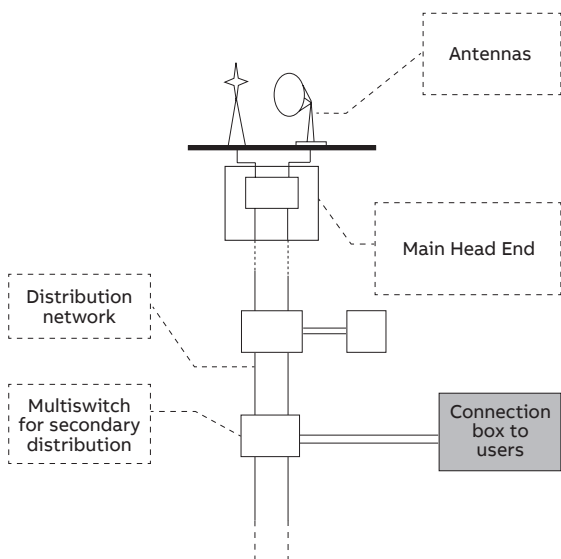 Antennas
Main Head End
Distribution
network
Multiswitch
for secondary
distribution
Connection
box to
users